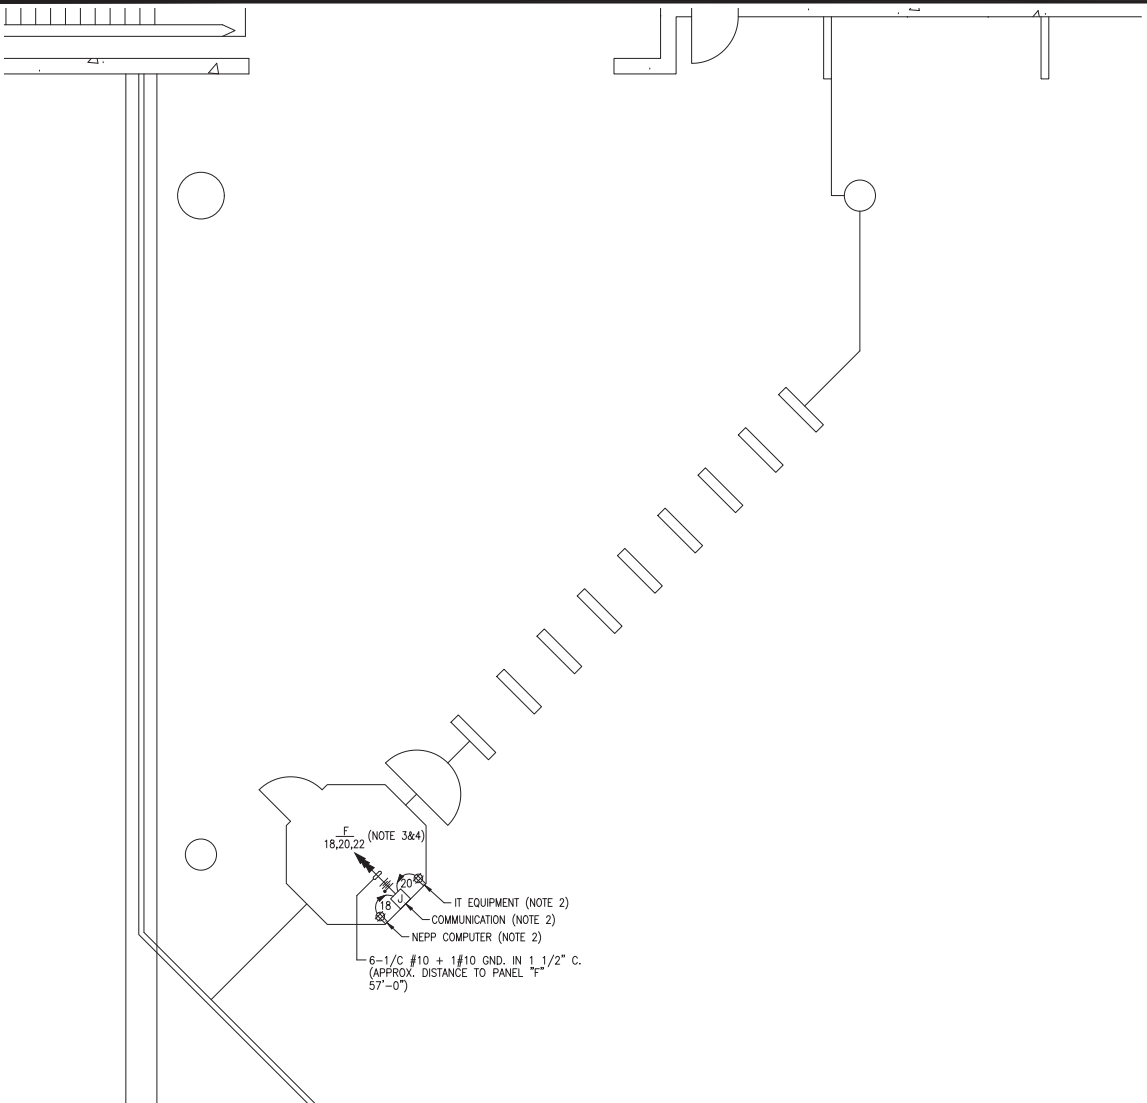 F
18,20,22
(NOTE 3&4)
20
J
18
IT EQUIPMENT (NOTE 2)
COMMUNICATION (NOTE 2)
NEPP COMPUTER (NOTE 2)
6-1/C #10 + 1#10 GND. IN 1 1/2" C.
(APPROX. DISTANCE TO PANEL "F"
57'-0")